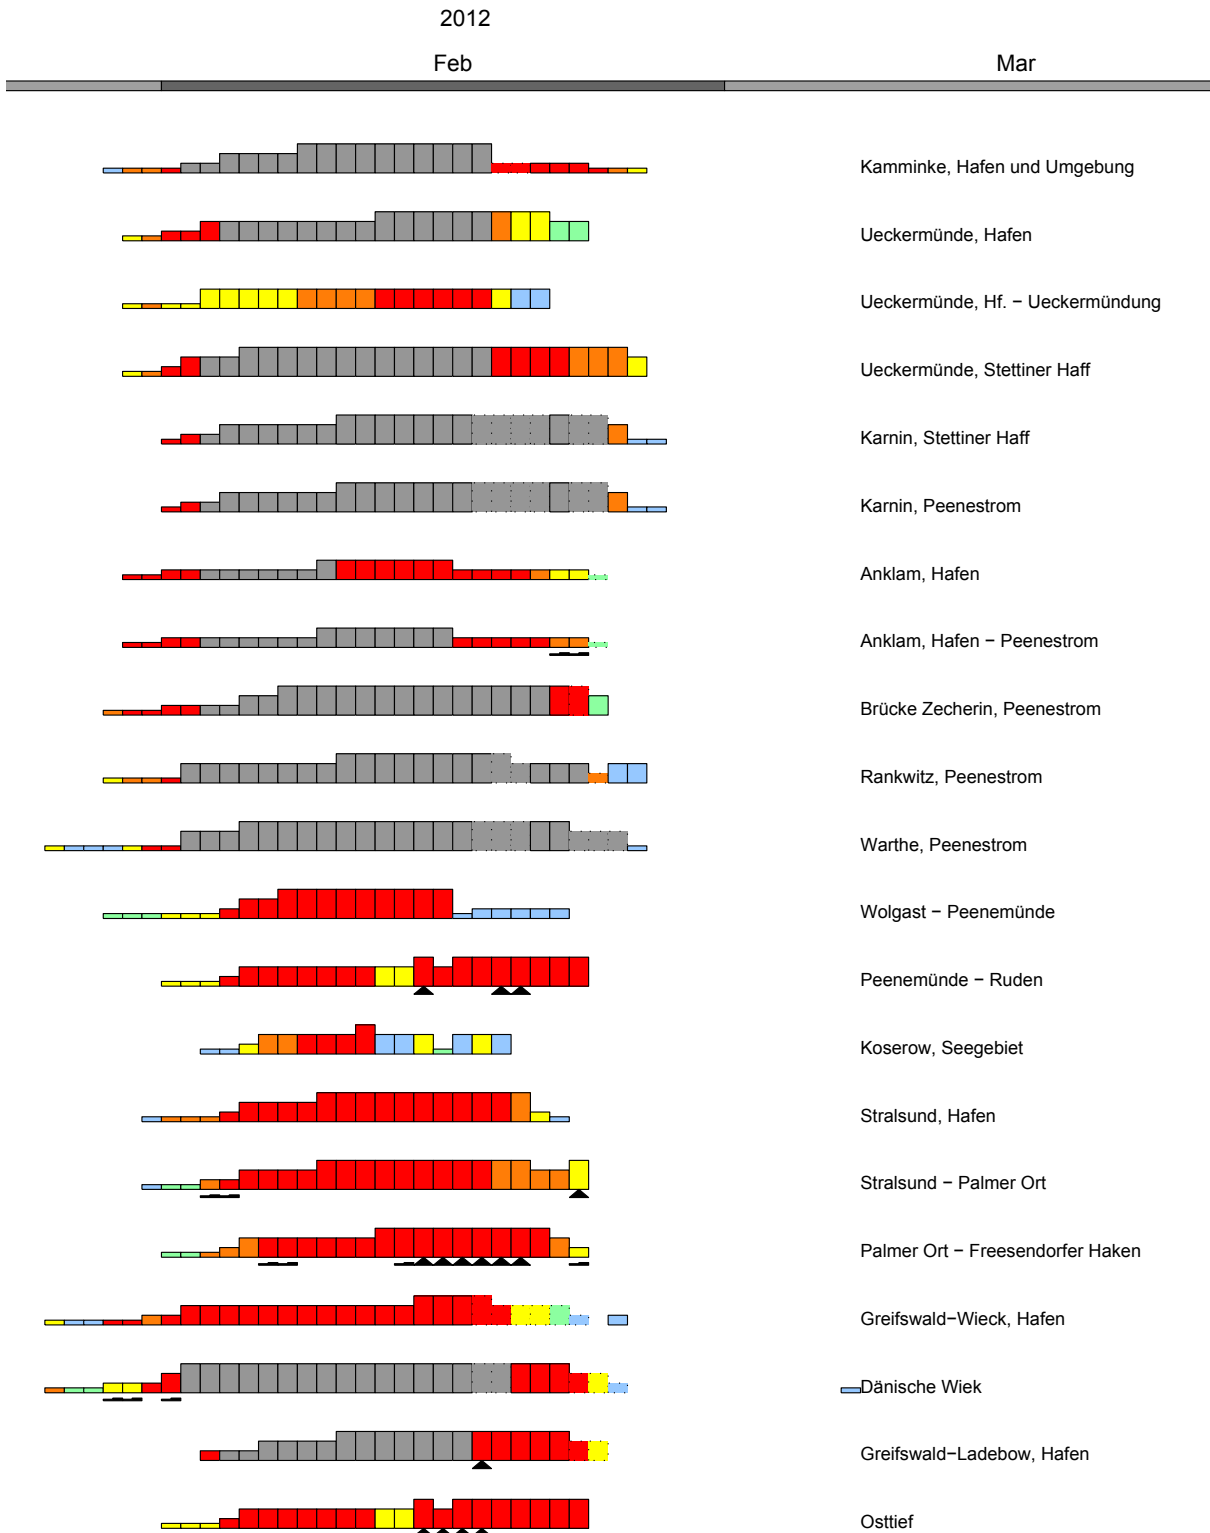 2012
Feb
Mar
Kamminke, Hafen und Umgebung
Ueckermünde, Hafen
Ueckermünde, Hf. − Ueckermündung
Ueckermünde, Stettiner Haff
Karnin, Stettiner Haff
Karnin, Peenestrom
Anklam, Hafen
Anklam, Hafen − Peenestrom
Brücke Zecherin, Peenestrom
Rankwitz, Peenestrom
Warthe, Peenestrom
Wolgast − Peenemünde
Peenemünde − Ruden
Koserow, Seegebiet
Stralsund, Hafen
Stralsund − Palmer Ort
Palmer Ort − Freesendorfer Haken
Greifswald−Wieck, Hafen
Dänische Wiek
Greifswald−Ladebow, Hafen
Osttief